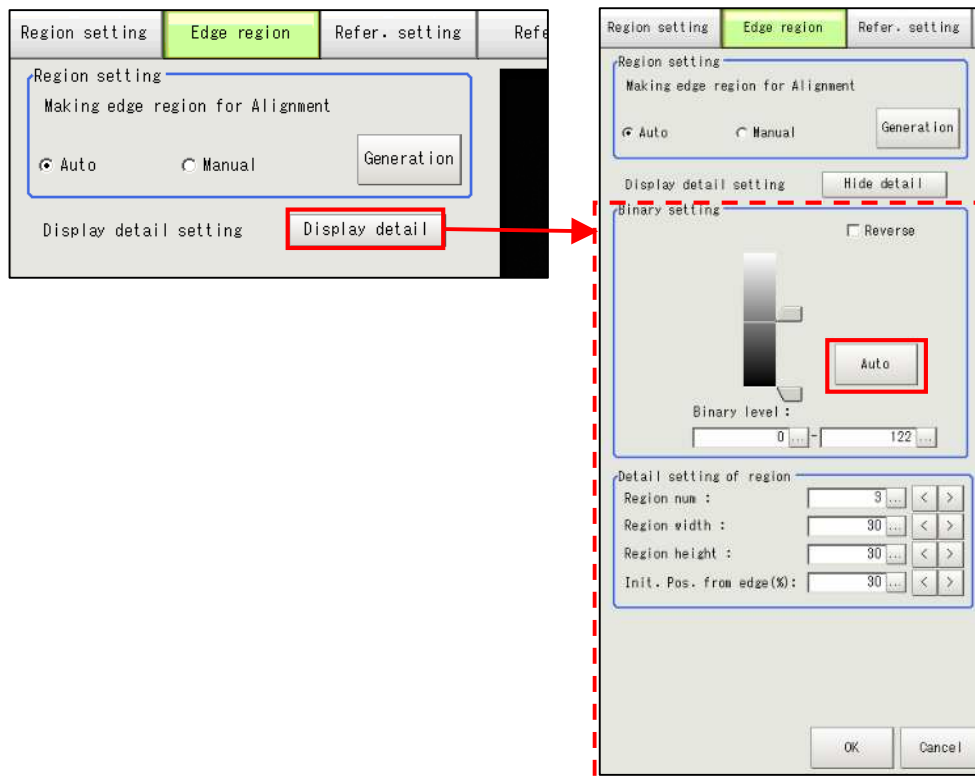 Region setting Edge region Refer. setting Refe
Region setting
Making edge region for Alignment
Auto Manual Generation
Display detail setting Display detail
Region setting Edge region Refer. setting
Region setting
Making edge region for Alignment
Auto Manual Generation
Display detail setting Hide detail
Binary setting
Reverse
Auto
Binary level :
0 ... - 122 ...
Detail setting of region
Region num : 3 ... < >
Region width : 30 ... < >
Region height : 30 ... < >
Init. Pos. from edge(%): 30 ... < >
OK Cancel